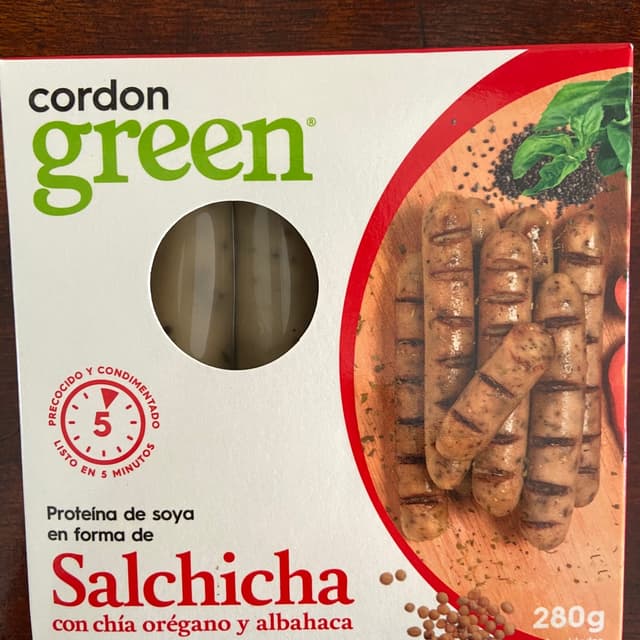 cordon
green®
PRECOCIDO Y CONDIMENTADO
5
LISTO EN 5 MINUTOS
Proteína de soya
en forma de
Salchicha
con chía orégano y albahaca
280g